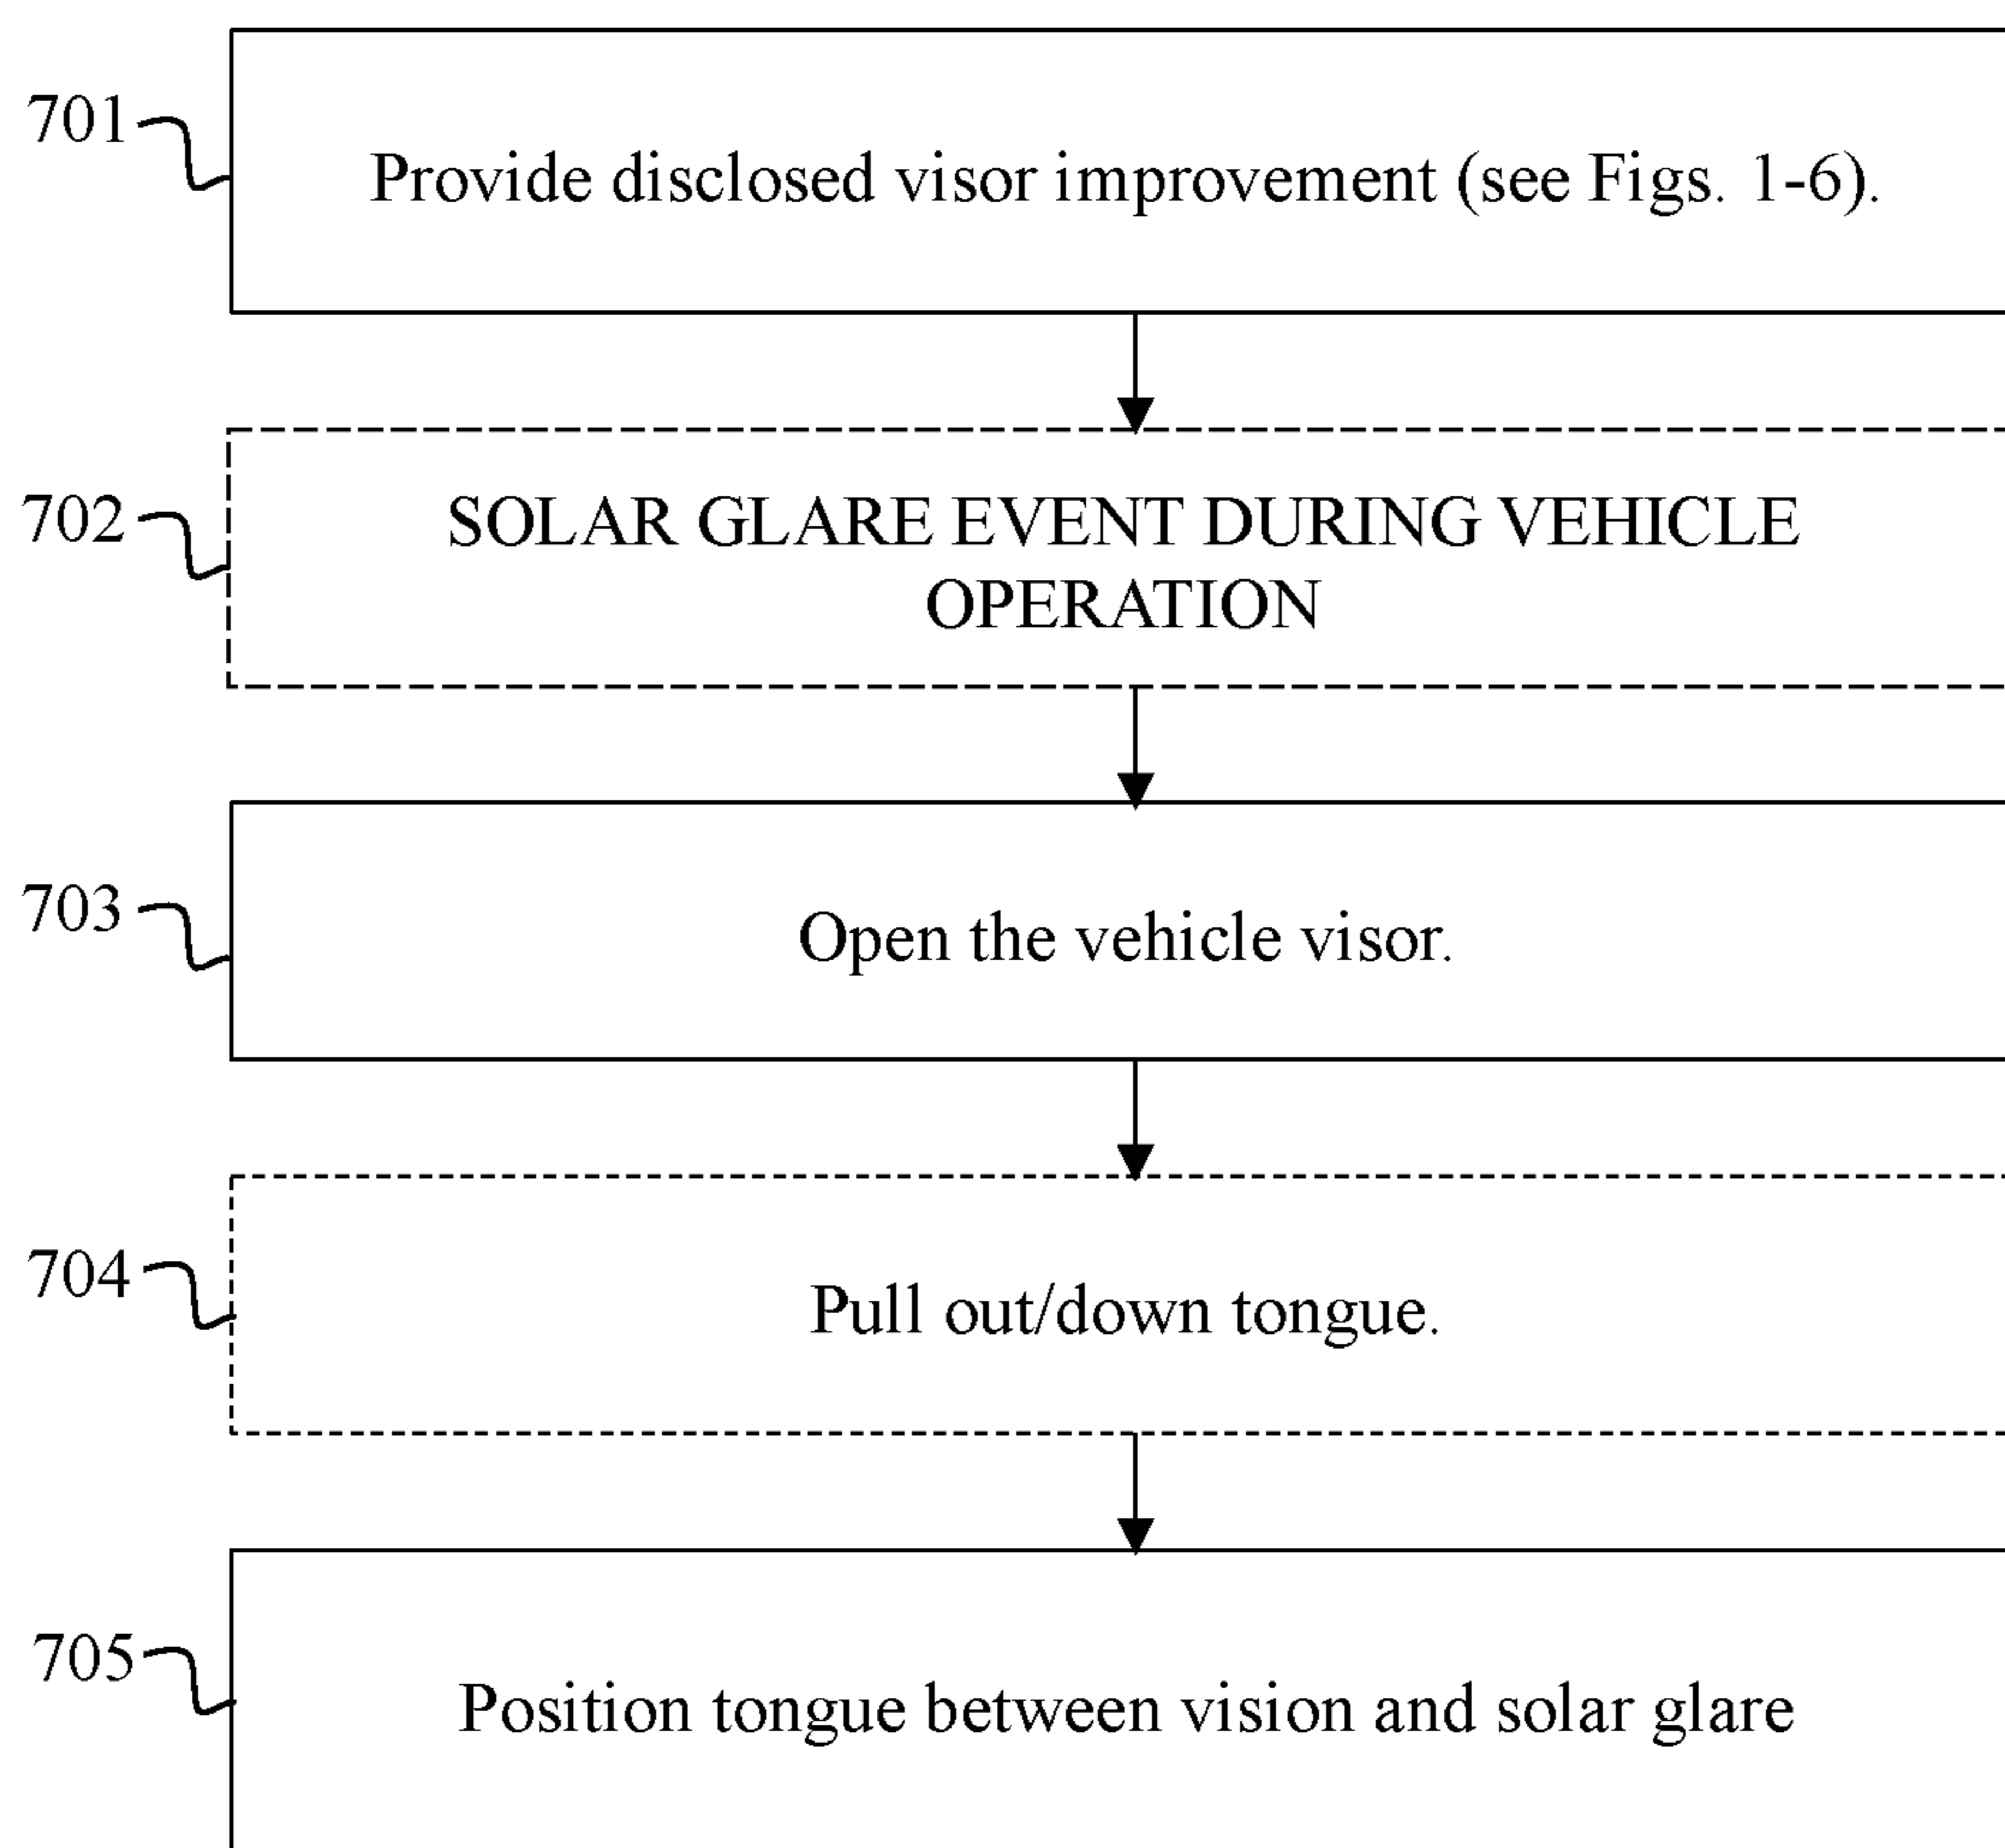 701
Provide disclosed visor improvement (see Figs. 1-6).
702
SOLAR GLARE EVENT DURING VEHICLE
OPERATION
703
Open the vehicle visor.
704
Pull out/down tongue.
705
Position tongue between vision and solar glare